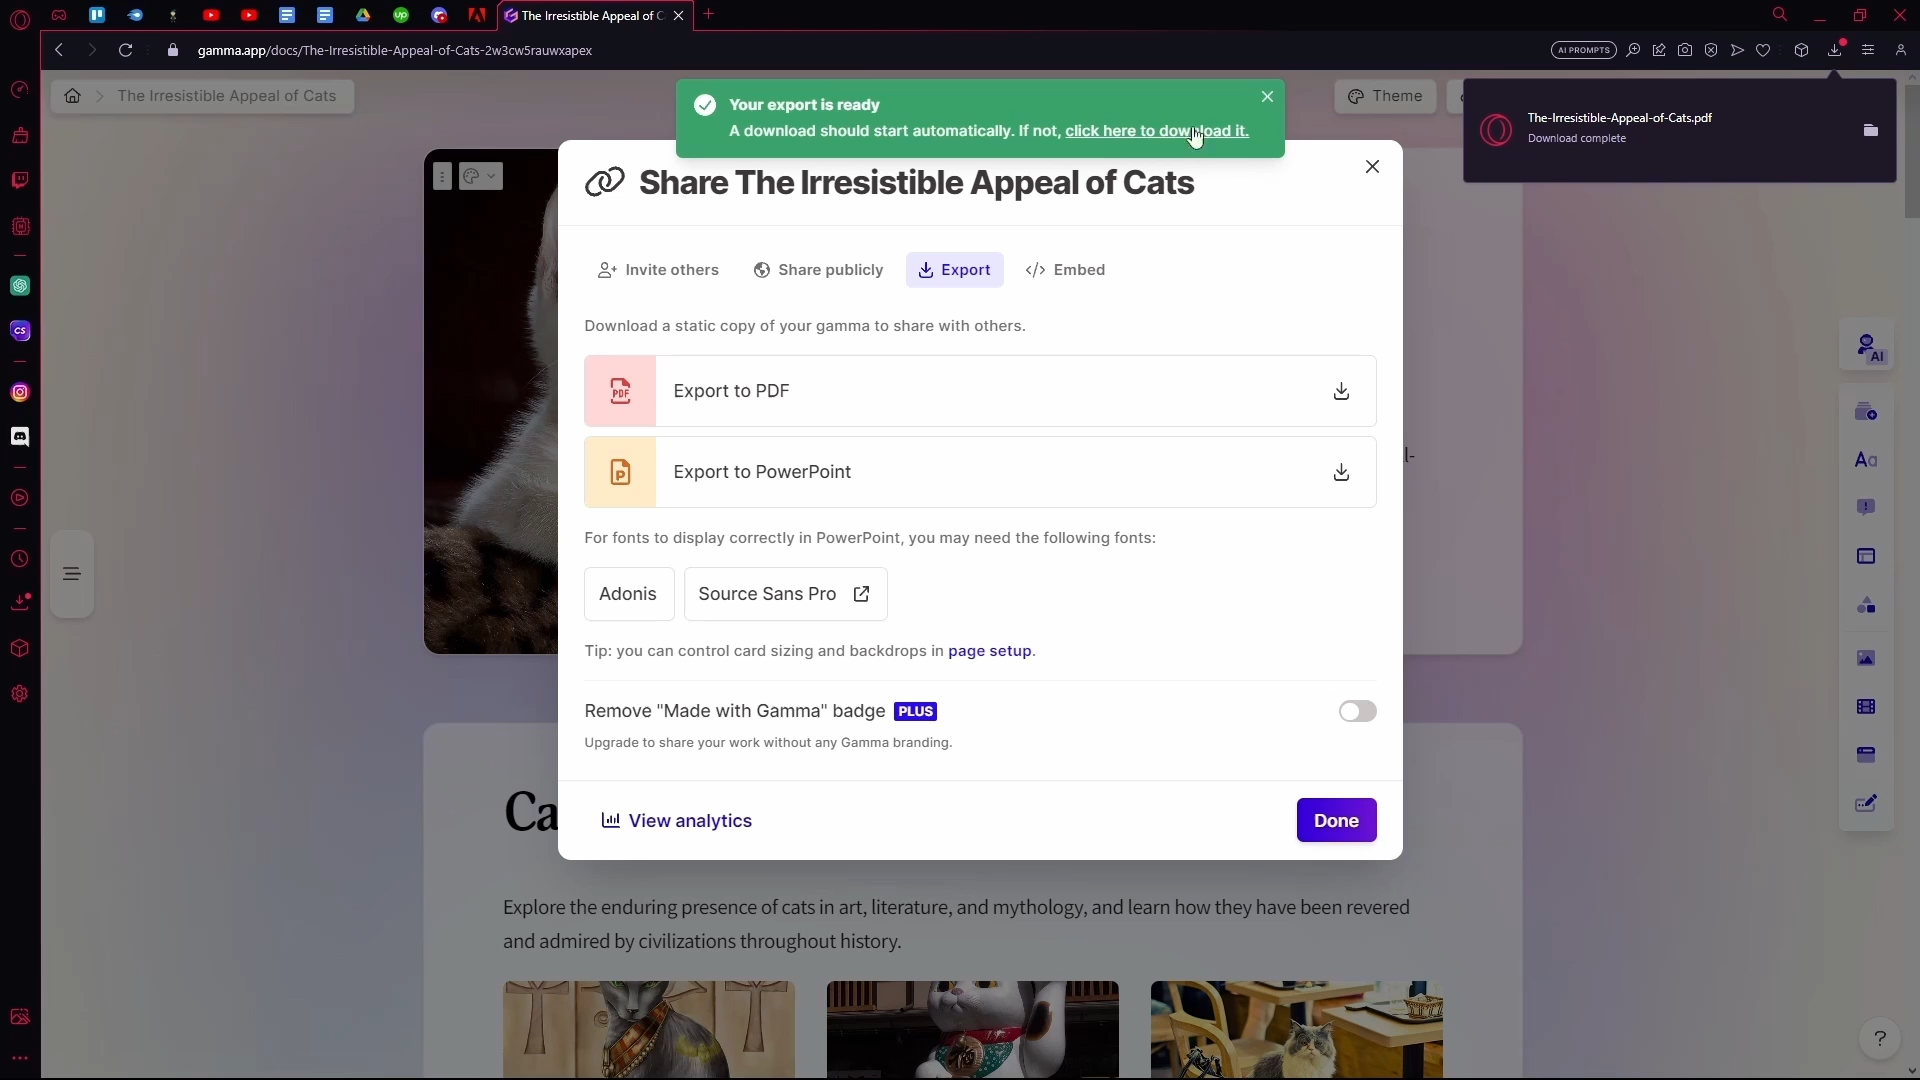 The Irresistible Appeal of C
gamma.app/docs/The-Irresistible-Appeal-of-Cats-2w3cw5rauwxapex
AI PROMPTS
The Irresistible Appeal of Cats
Your export is ready
A download should start automatically. If not, click here to download it.
Theme
The-Irresistible-Appeal-of-Cats.pdf
Download complete
Share The Irresistible Appeal of Cats
Invite others
Share publicly
Export
Embed
Download a static copy of your gamma to share with others.
PDF
Export to PDF
P
Export to PowerPoint
l-
For fonts to display correctly in PowerPoint, you may need the following fonts:
Adonis
Source Sans Pro
Tip: you can control card sizing and backdrops in page setup.
Remove "Made with Gamma" badge PLUS
Upgrade to share your work without any Gamma branding.
View analytics
Done
Ca
Explore the enduring presence of cats in art, literature, and mythology, and learn how they have been revered
and admired by civilizations throughout history.
up
CS
AI
Aa
?